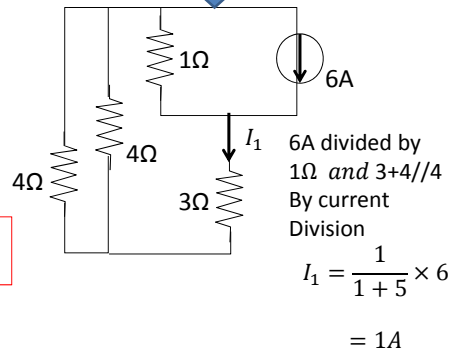 1Ω
6A
I₁
4Ω
4Ω
3Ω
6A divided by
1Ω and 3+4//4
By current
Division
I₁ = 1/(1 + 5) × 6
= 1A